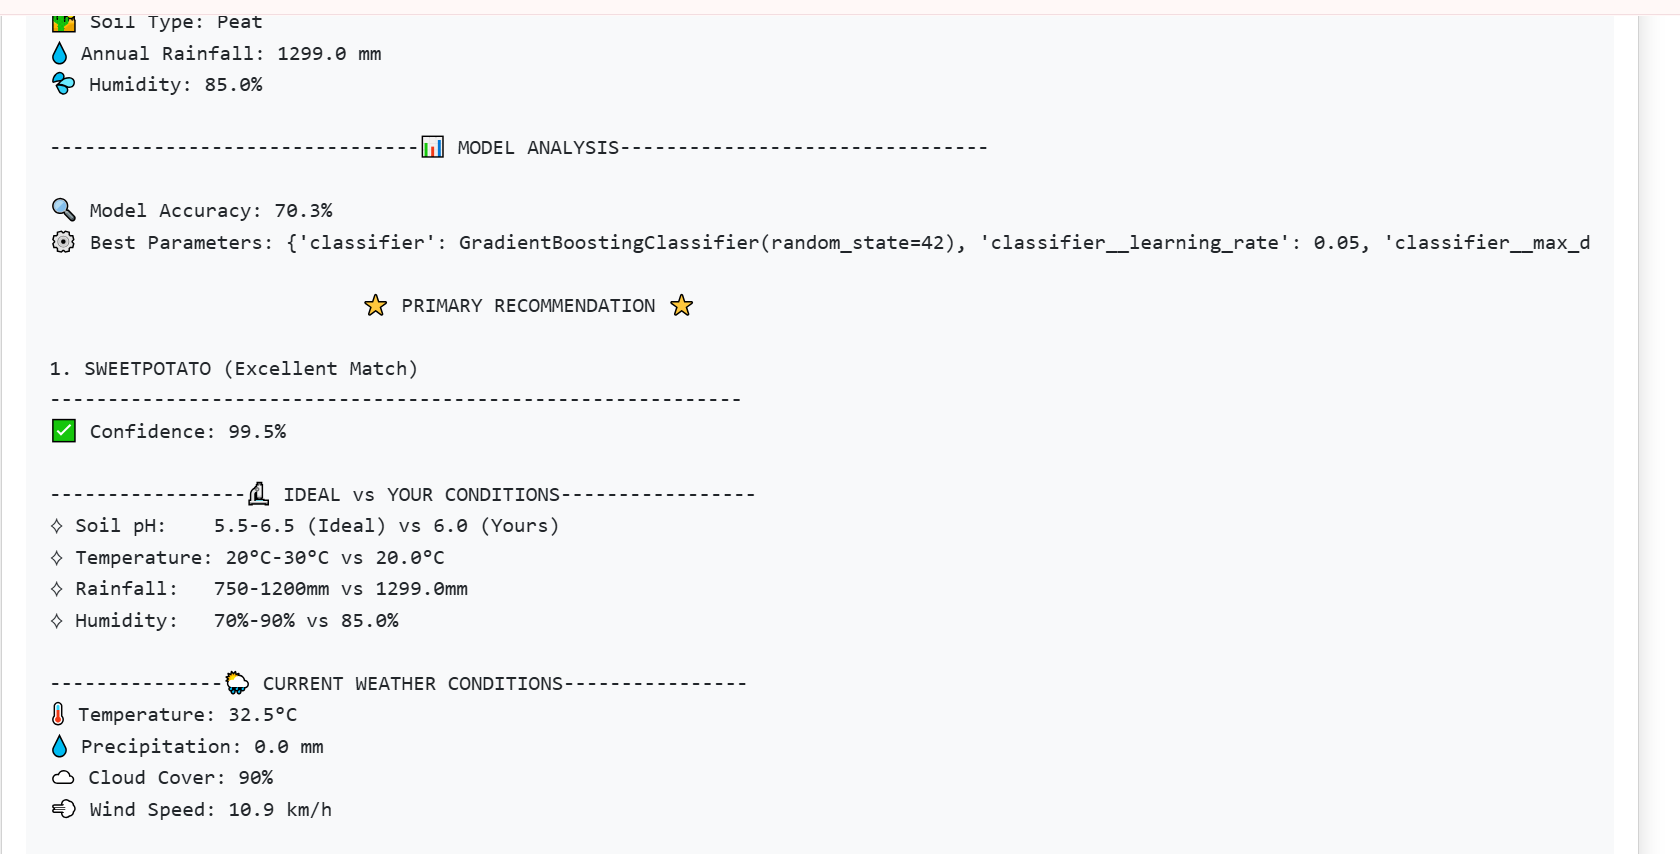 Soil Type: Peat
Annual Rainfall: 1299.0 mm
Humidity: 85.0%
--------------------------------📊 MODEL ANALYSIS--------------------------------
Model Accuracy: 70.3%
Best Parameters: {'classifier': GradientBoostingClassifier(random_state=42), 'classifier__learning_rate': 0.05, 'classifier__max_d
⭐ PRIMARY RECOMMENDATION ⭐
1. SWEETPOTATO (Excellent Match)
------------------------------------------------------------
✅ Confidence: 99.5%
-----------------🔬 IDEAL vs YOUR CONDITIONS-----------------
✧ Soil pH: 5.5-6.5 (Ideal) vs 6.0 (Yours)
✧ Temperature: 20°C-30°C vs 20.0°C
✧ Rainfall: 750-1200mm vs 1299.0mm
✧ Humidity: 70%-90% vs 85.0%
---------------🌦 CURRENT WEATHER CONDITIONS----------------
Temperature: 32.5°C
Precipitation: 0.0 mm
Cloud Cover: 90%
Wind Speed: 10.9 km/h